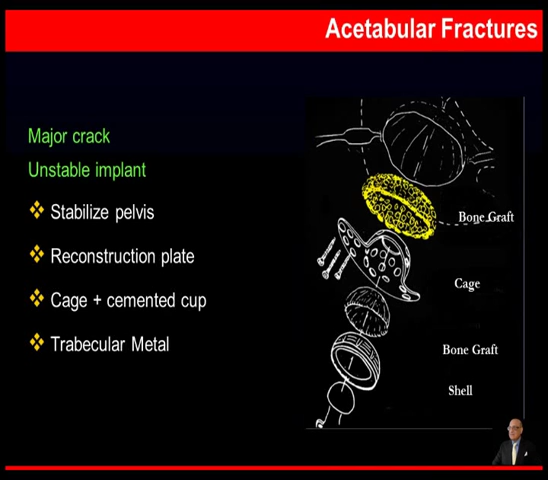 Acetabular Fractures
Major crack
Unstable implant
Stabilize pelvis
Reconstruction plate
Cage + cemented cup
Trabecular Metal
Bone Graft
Cage
Bone Graft
Shell